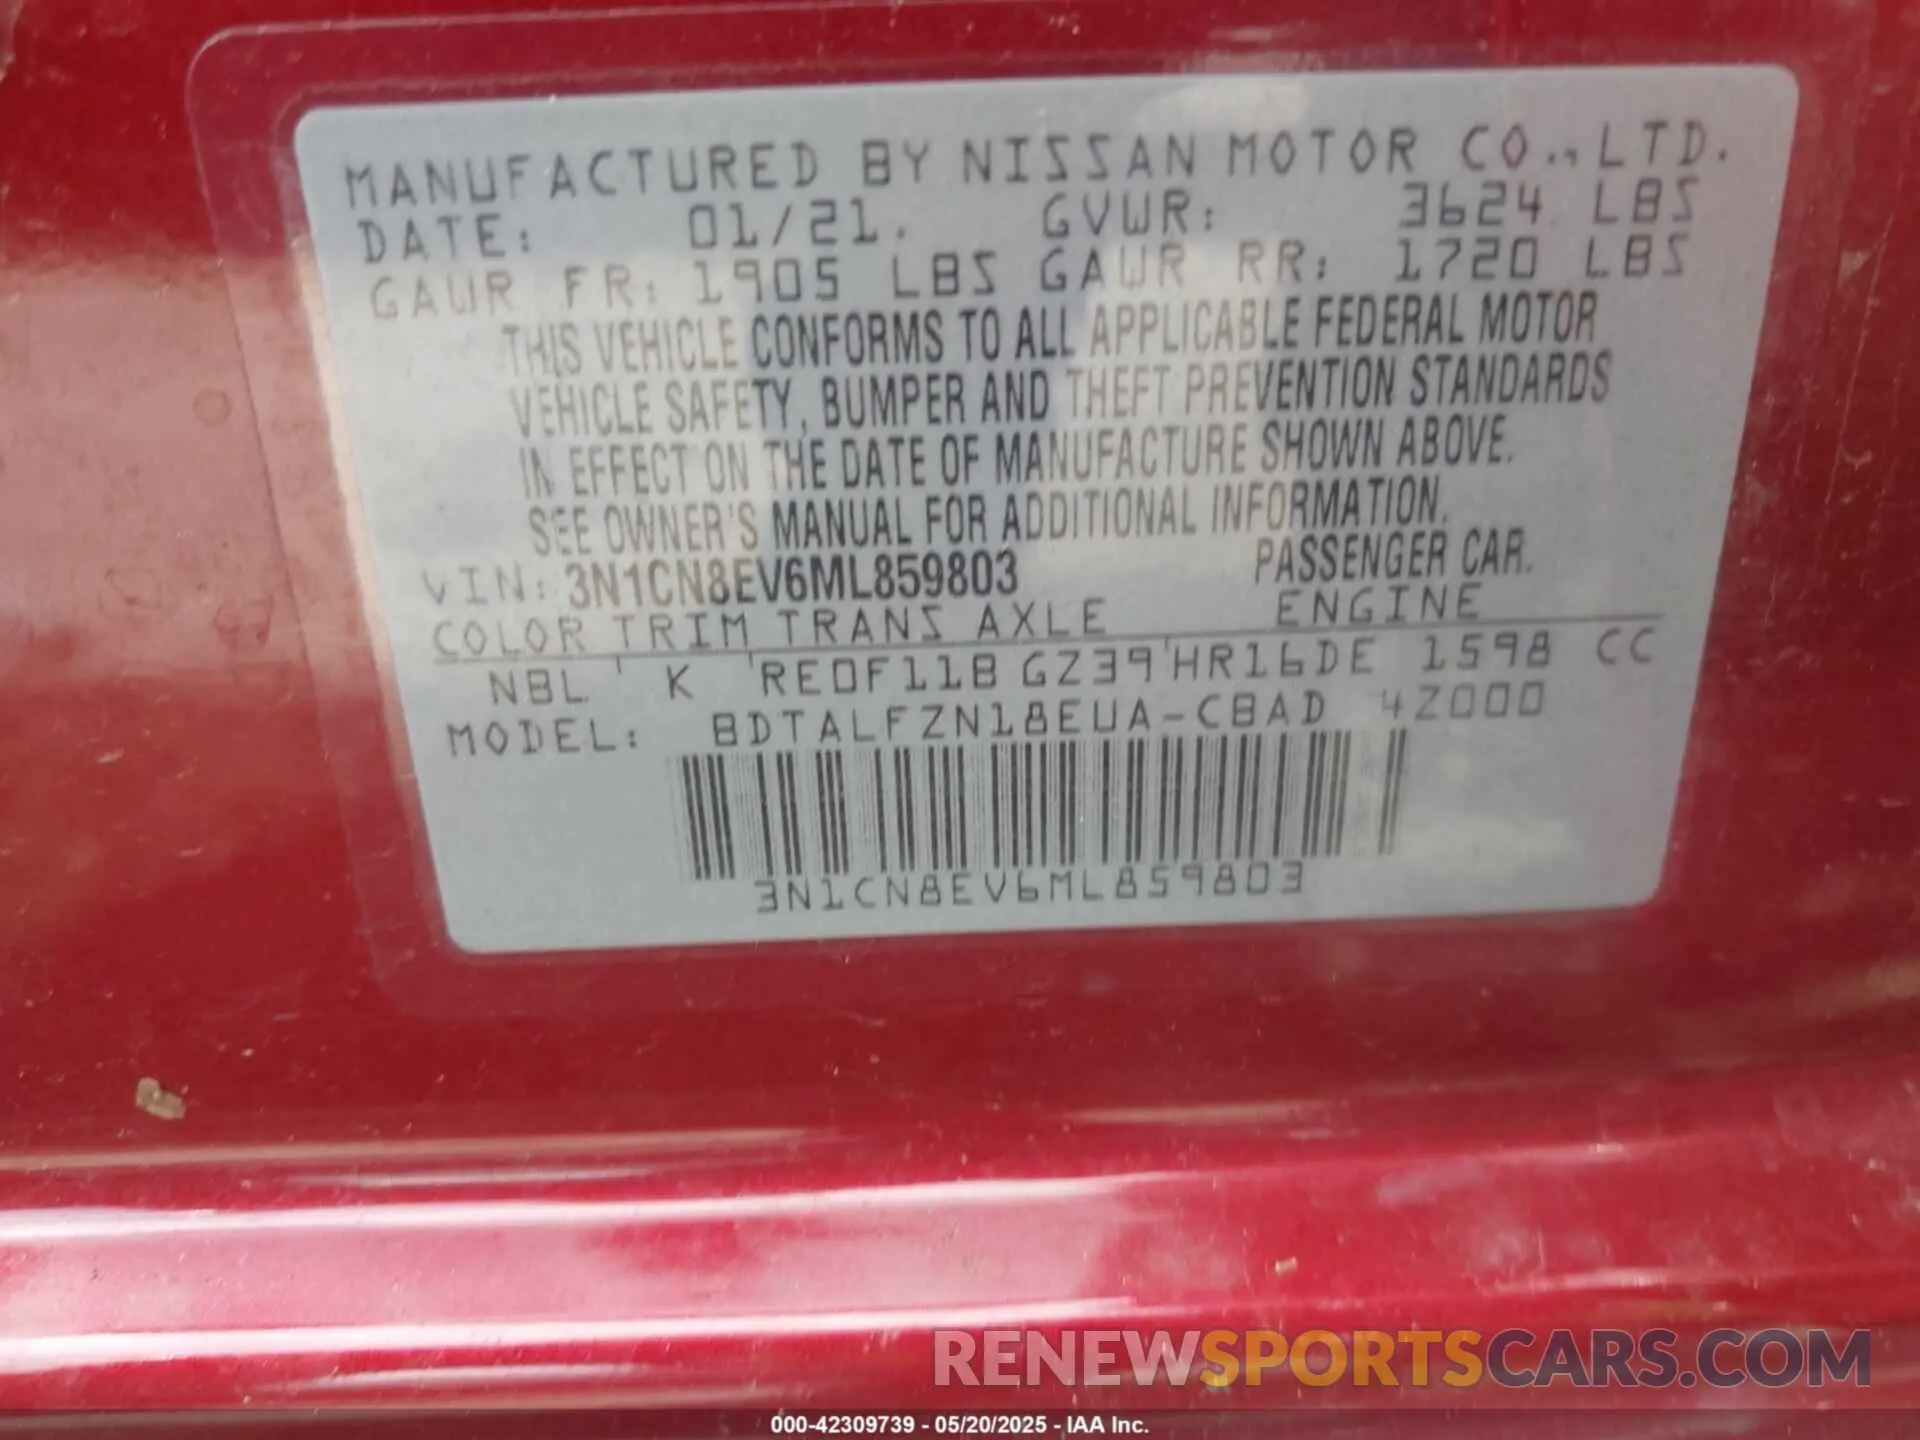 MANUFACTURED BY NISSAN MOTOR CO., LTD.
DATE: 01/21. GVWR: 3624 LBS
GAWR FR: 1905 LBS GAWR RR: 1720 LBS
THIS VEHICLE CONFORMS TO ALL APPLICABLE FEDERAL MOTOR
VEHICLE SAFETY, BUMPER AND THEFT PREVENTION STANDARDS
IN EFFECT ON THE DATE OF MANUFACTURE SHOWN ABOVE.
SEE OWNER'S MANUAL FOR ADDITIONAL INFORMATION.
VIN: 3N1CN8EV6ML859803 PASSENGER CAR.
COLOR TRIM TRANS AXLE ENGINE
NBL K RE0F11B GZ39 HR16DE 1598 CC
MODEL: BDTALFZN18EUA-CBAD 4Z000
3N1CN8EV6ML859803
RENEWSPORTSCARS.COM
000-42309739 - 05/20/2025 - IAA Inc.